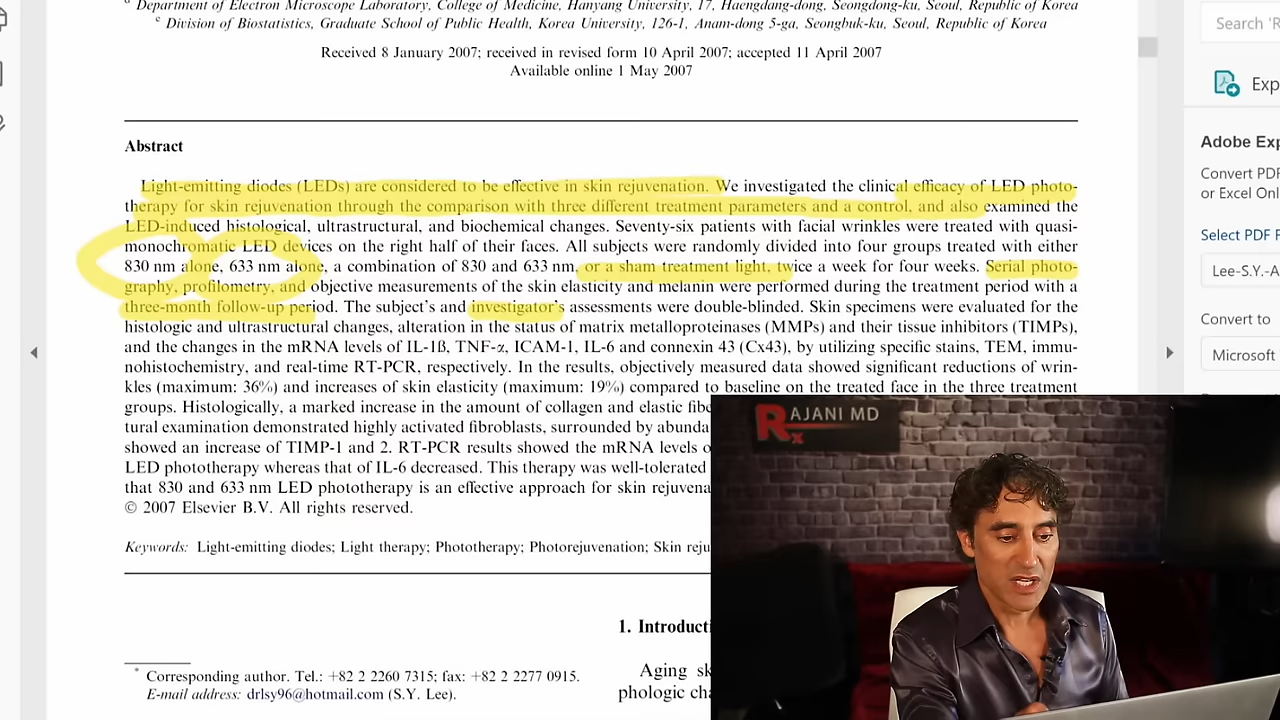 Department of Electron Microscope Laboratory, College of Medicine, Hanyang University, 17, Haengdang-dong, Seongdong-ku, Seoul, Republic of Korea
c Division of Biostatistics, Graduate School of Public Health, Korea University, 126-1, Anam-dong 5-ga, Seongbuk-ku, Seoul, Republic of Korea
Received 8 January 2007; received in revised form 10 April 2007; accepted 11 April 2007
Available online 1 May 2007
Abstract
Light-emitting diodes (LEDs) are considered to be effective in skin rejuvenation. We investigated the clinical efficacy of LED photo-
therapy for skin rejuvenation through the comparison with three different treatment parameters and a control, and also examined the
LED-induced histological, ultrastructural, and biochemical changes. Seventy-six patients with facial wrinkles were treated with quasi-
monochromatic LED devices on the right half of their faces. All subjects were randomly divided into four groups treated with either
830 nm alone, 633 nm alone, a combination of 830 and 633 nm, or a sham treatment light, twice a week for four weeks. Serial photo-
graphy, profilometry, and objective measurements of the skin elasticity and melanin were performed during the treatment period with a
three-month follow-up period. The subject's and investigator's assessments were double-blinded. Skin specimens were evaluated for the
histologic and ultrastructural changes, alteration in the status of matrix metalloproteinases (MMPs) and their tissue inhibitors (TIMPs),
and the changes in the mRNA levels of IL-1ß, TNF-α, ICAM-1, IL-6 and connexin 43 (Cx43), by utilizing specific stains, TEM, immu-
nohistochemistry, and real-time RT-PCR, respectively. In the results, objectively measured data showed significant reductions of wrin-
kles (maximum: 36%) and increases of skin elasticity (maximum: 19%) compared to baseline on the treated face in the three treatment
groups. Histologically, a marked increase in the amount of collagen and elastic fibe
tural examination demonstrated highly activated fibroblasts, surrounded by abunda
showed an increase of TIMP-1 and 2. RT-PCR results showed the mRNA levels o
LED phototherapy whereas that of IL-6 decreased. This therapy was well-tolerated
that 830 and 633 nm LED phototherapy is an effective approach for skin rejuvena
© 2007 Elsevier B.V. All rights reserved.
Keywords: Light-emitting diodes; Light therapy; Phototherapy; Photorejuvenation; Skin reju
1. Introducti
Aging sk
phologic cha
* Corresponding author. Tel.: +82 2 2260 7315; fax: +82 2 2277 0915.
E-mail address: drlsy96@hotmail.com (S.Y. Lee).
Search 'R
Exp
Adobe Exp
Convert PDF
or Excel Onl
Select PDF F
Lee-S.Y.-A
Convert to
Microsoft
RAJANI MD
Rx